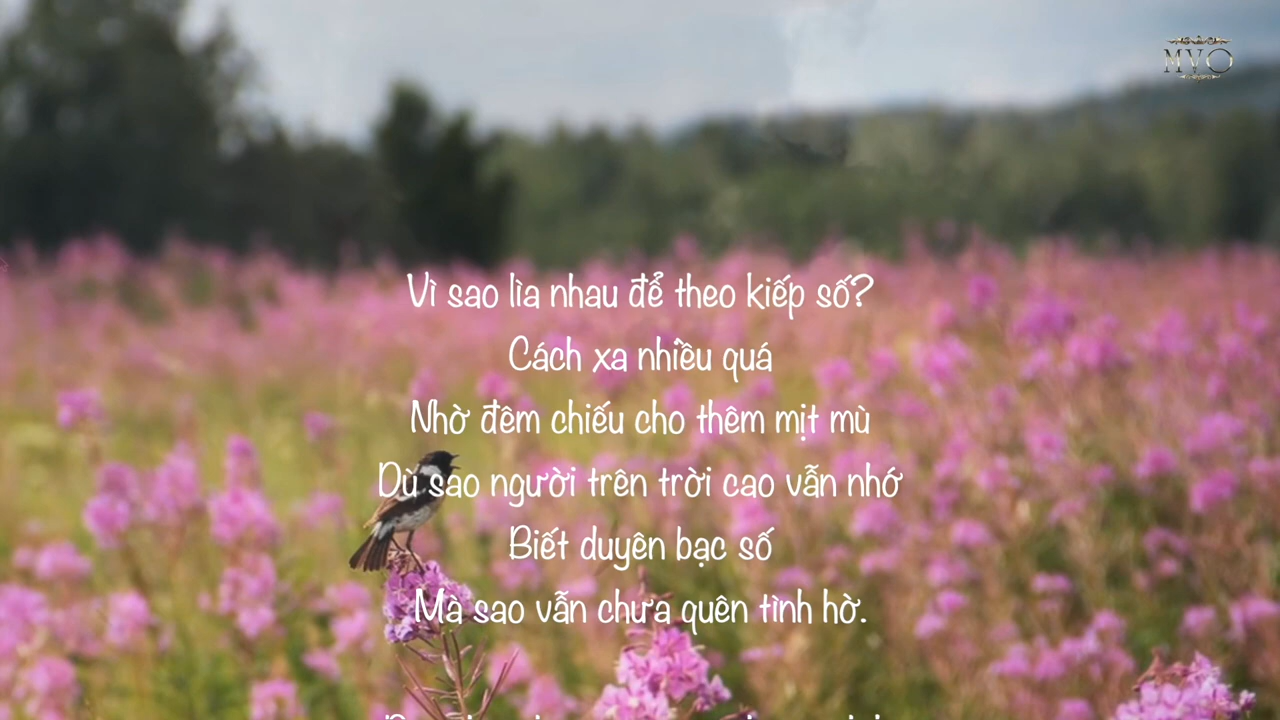 MVO
Vì sao lìa nhau để theo kiếp số?
Cách xa nhiều quá
Nhờ đêm chiếu cho thêm mịt mù
Dù sao người trên trời cao vẫn nhớ
Biết duyên bạc số
Mà sao vẫn chưa quên tình hờ.